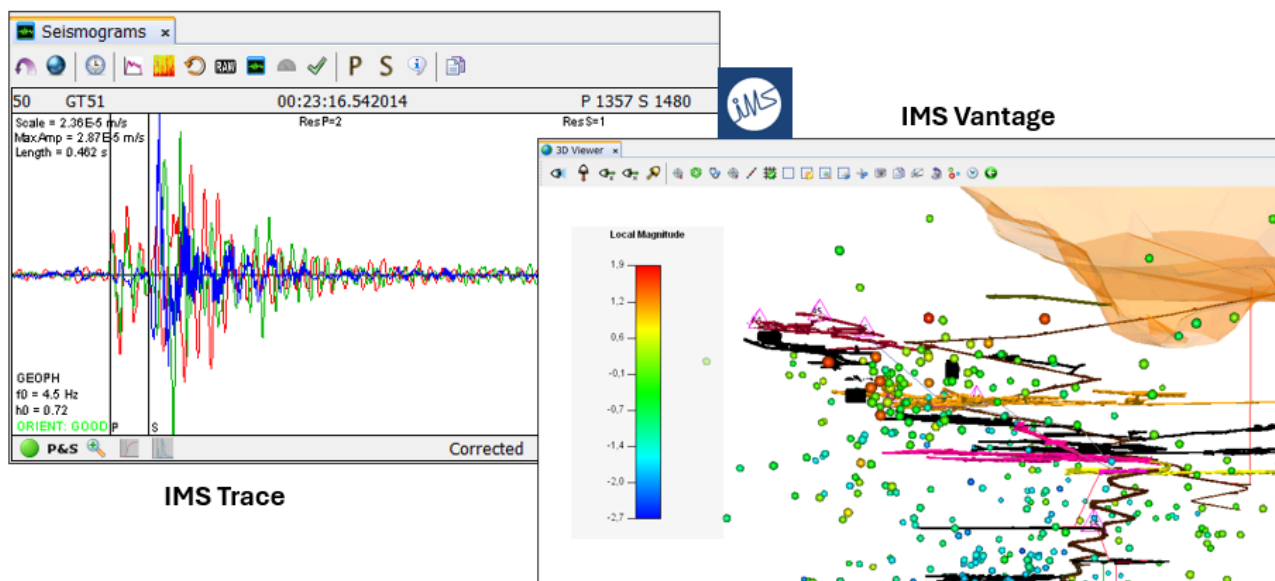 Seismograms
RAW
P S
50 GT51 00:23:16.542014 P 1357 S 1480
Scale = 2.36E-5 m/s
MaxAmp = 2.87E-5 m/s
Length = 0.462 s
ResP=2
ResS=1
GEOPH
f0 = 4.5 Hz
h0 = 0.72
ORIENT: GOOD
P
S
P&S
Corrected
IMS Trace
iMS
IMS Vantage
3D Viewer
Local Magnitude
1,9
1,2
0,6
-0,1
-0,7
-1,4
-2,0
-2,7